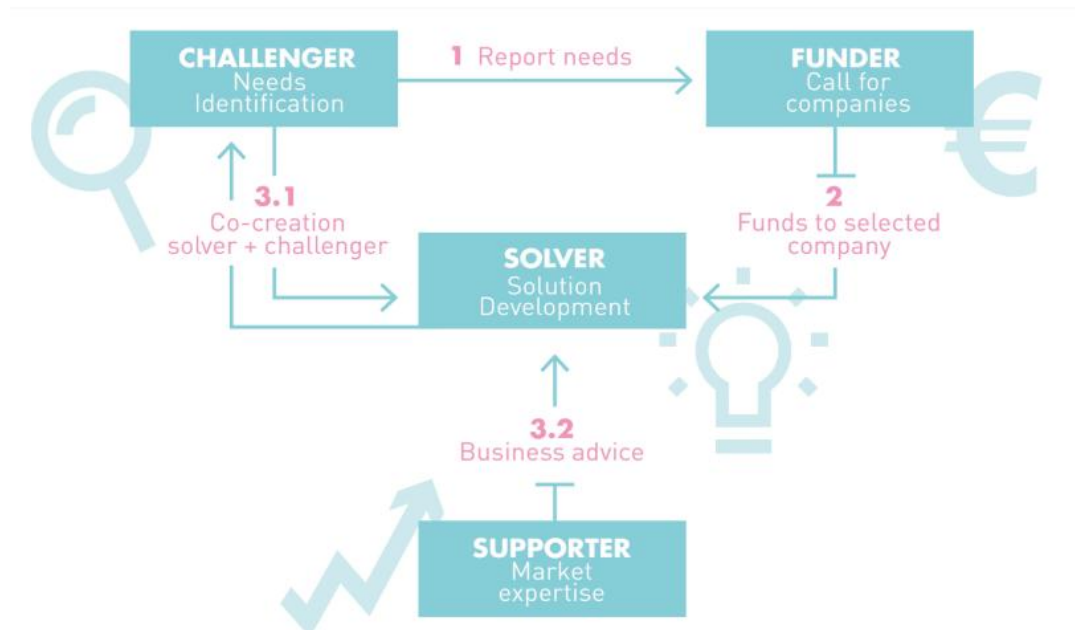 CHALLENGER
Needs
Identification
1 Report needs
FUNDER
Call for
companies
3.1
Co-creation
solver + challenger
2
Funds to selected
company
SOLVER
Solution
Development
3.2
Business advice
SUPPORTER
Market
expertise
€